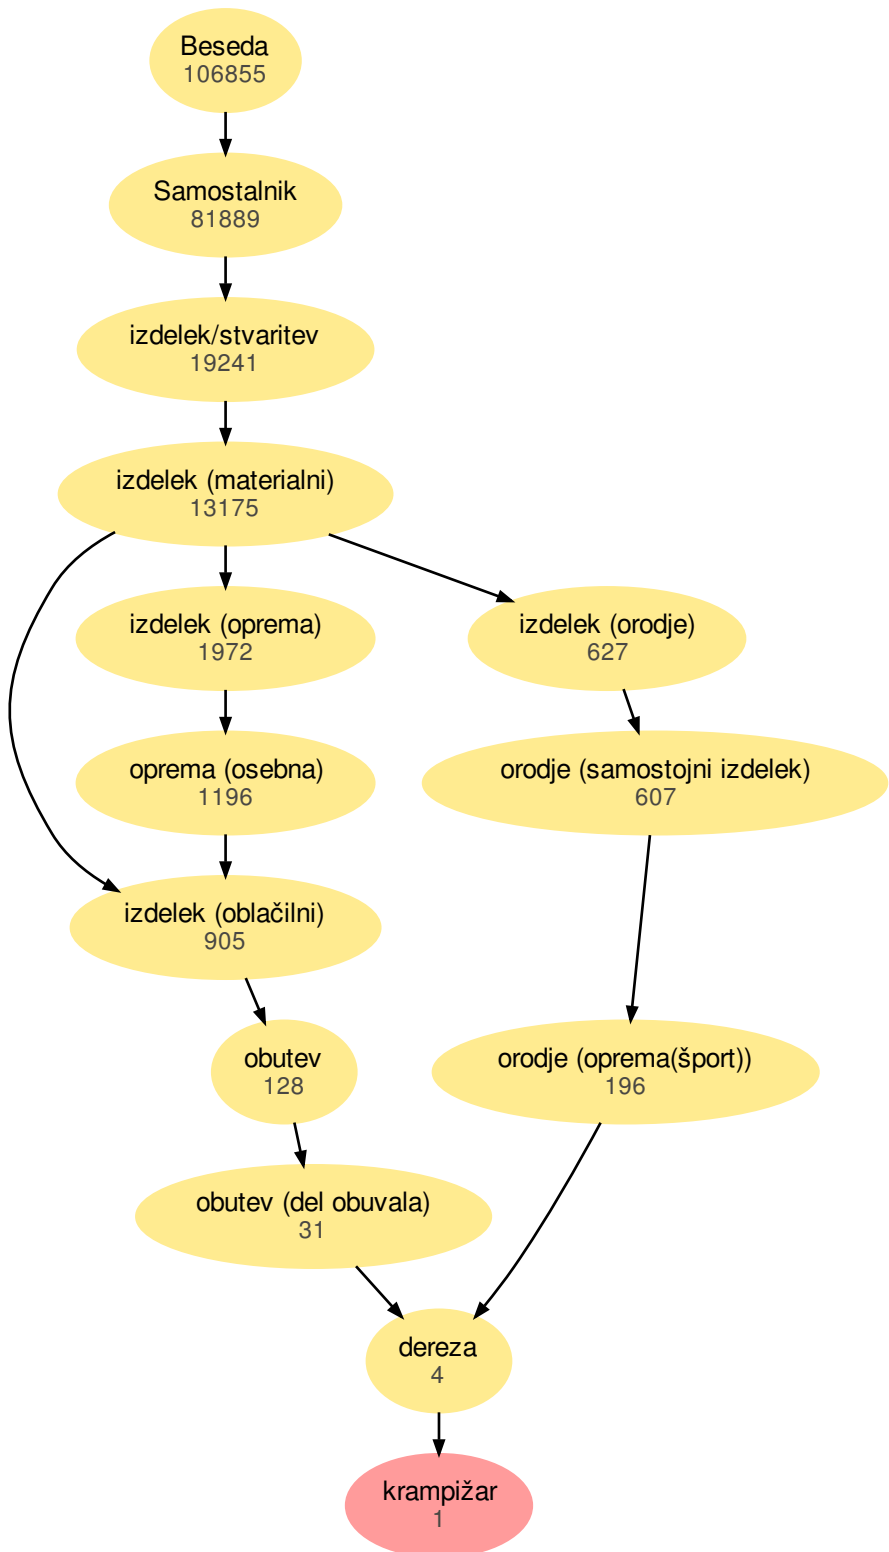 Beseda
106855
Samostalnik
81889
izdelek/stvaritev
19241
izdelek (materialni)
13175
izdelek (oprema)
1972
izdelek (orodje)
627
oprema (osebna)
1196
orodje (samostojni izdelek)
607
izdelek (oblačilni)
905
obutev
128
orodje (oprema(šport))
196
obutev (del obuvala)
31
dereza
4
krampižar
1